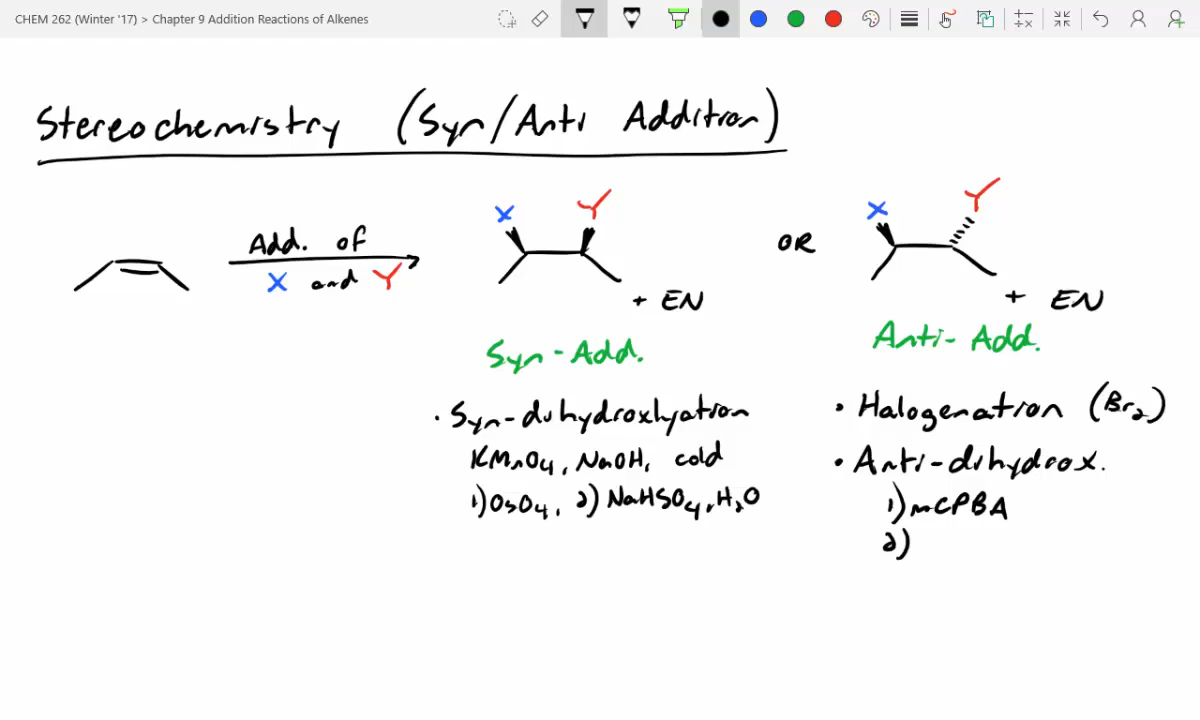 CHEM 262 (Winter '17) > Chapter 9 Addition Reactions of Alkenes
Stereochemistry (Syn/Anti Addition)
Add. of
X and Y
X Y
+ EN
Syn-Add.
OR
X Y
+ EN
Anti-Add.
• Syn-dihydroxlyation
KMnO4, NaOH, cold
1) OsO4, 2) NaHSO4, H2O
• Halogenation (Br2)
• Anti-dihydrox.
1) mCPBA
2)